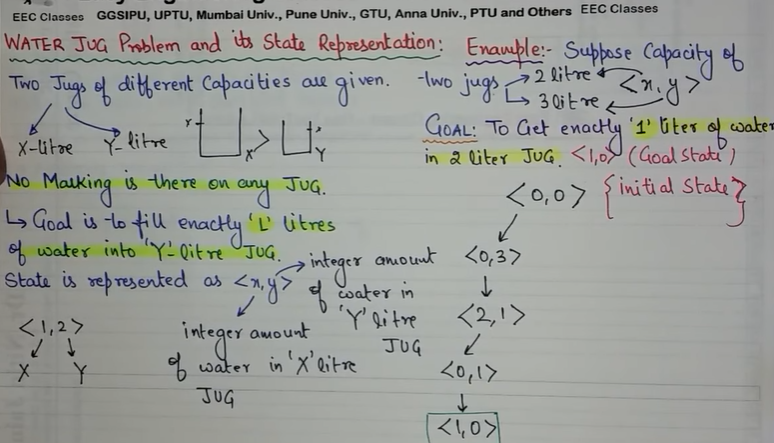 EEC Classes GGSIPU, UPTU, Mumbai Univ., Pune Univ., GTU, Anna Univ., PTU and Others EEC Classes
WATER JUG Problem and its State Representation:
Two Jugs of different Capacities are given.
X-litre Y-litre
x' > y'
X Y
No Marking is there on any JUG.
↳ Goal is to fill exactly 'L' litres
of water into 'Y'-litre JUG.
State is represented as <x,y> → integer amount
of water in
'Y' litre
JUG
integer amount
of water in 'X' litre
JUG
<1,2>
X Y
Example:- Suppose Capacity of
two jugs → 2 litre <x,y>
↳ 3 litre
GOAL: To Get exactly '1' liter of water
in 2 liter JUG. <1,0> (Goal State)
<0,0> {initial State}
<0,3>
<2,1>
<0,1>
<1,0>